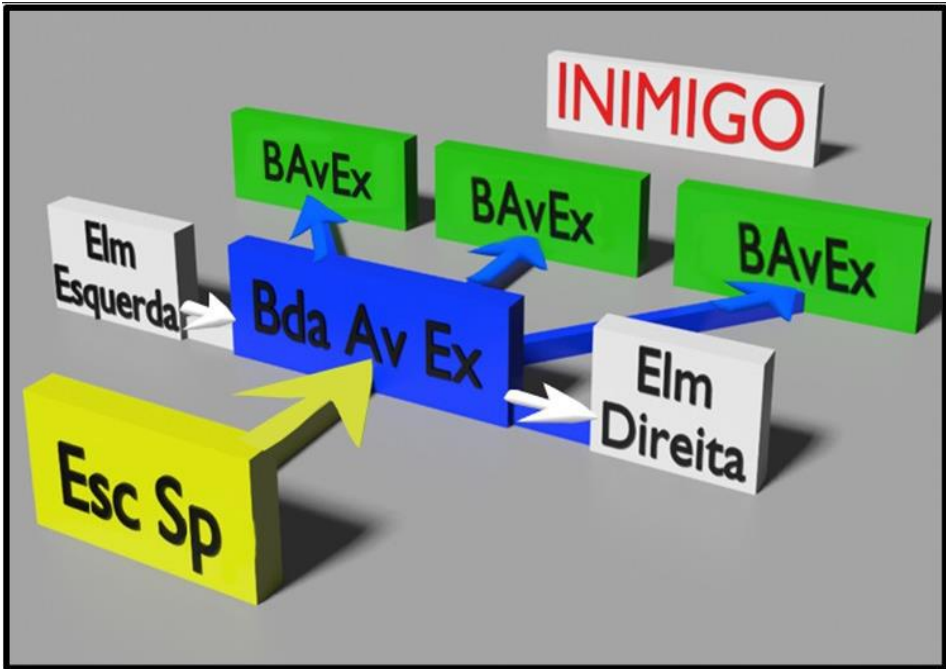 INIMIGO
BAvEx
BAvEx
BAvEx
Elm
Esquerda
Bda Av Ex
Elm
Direita
Esc Sp